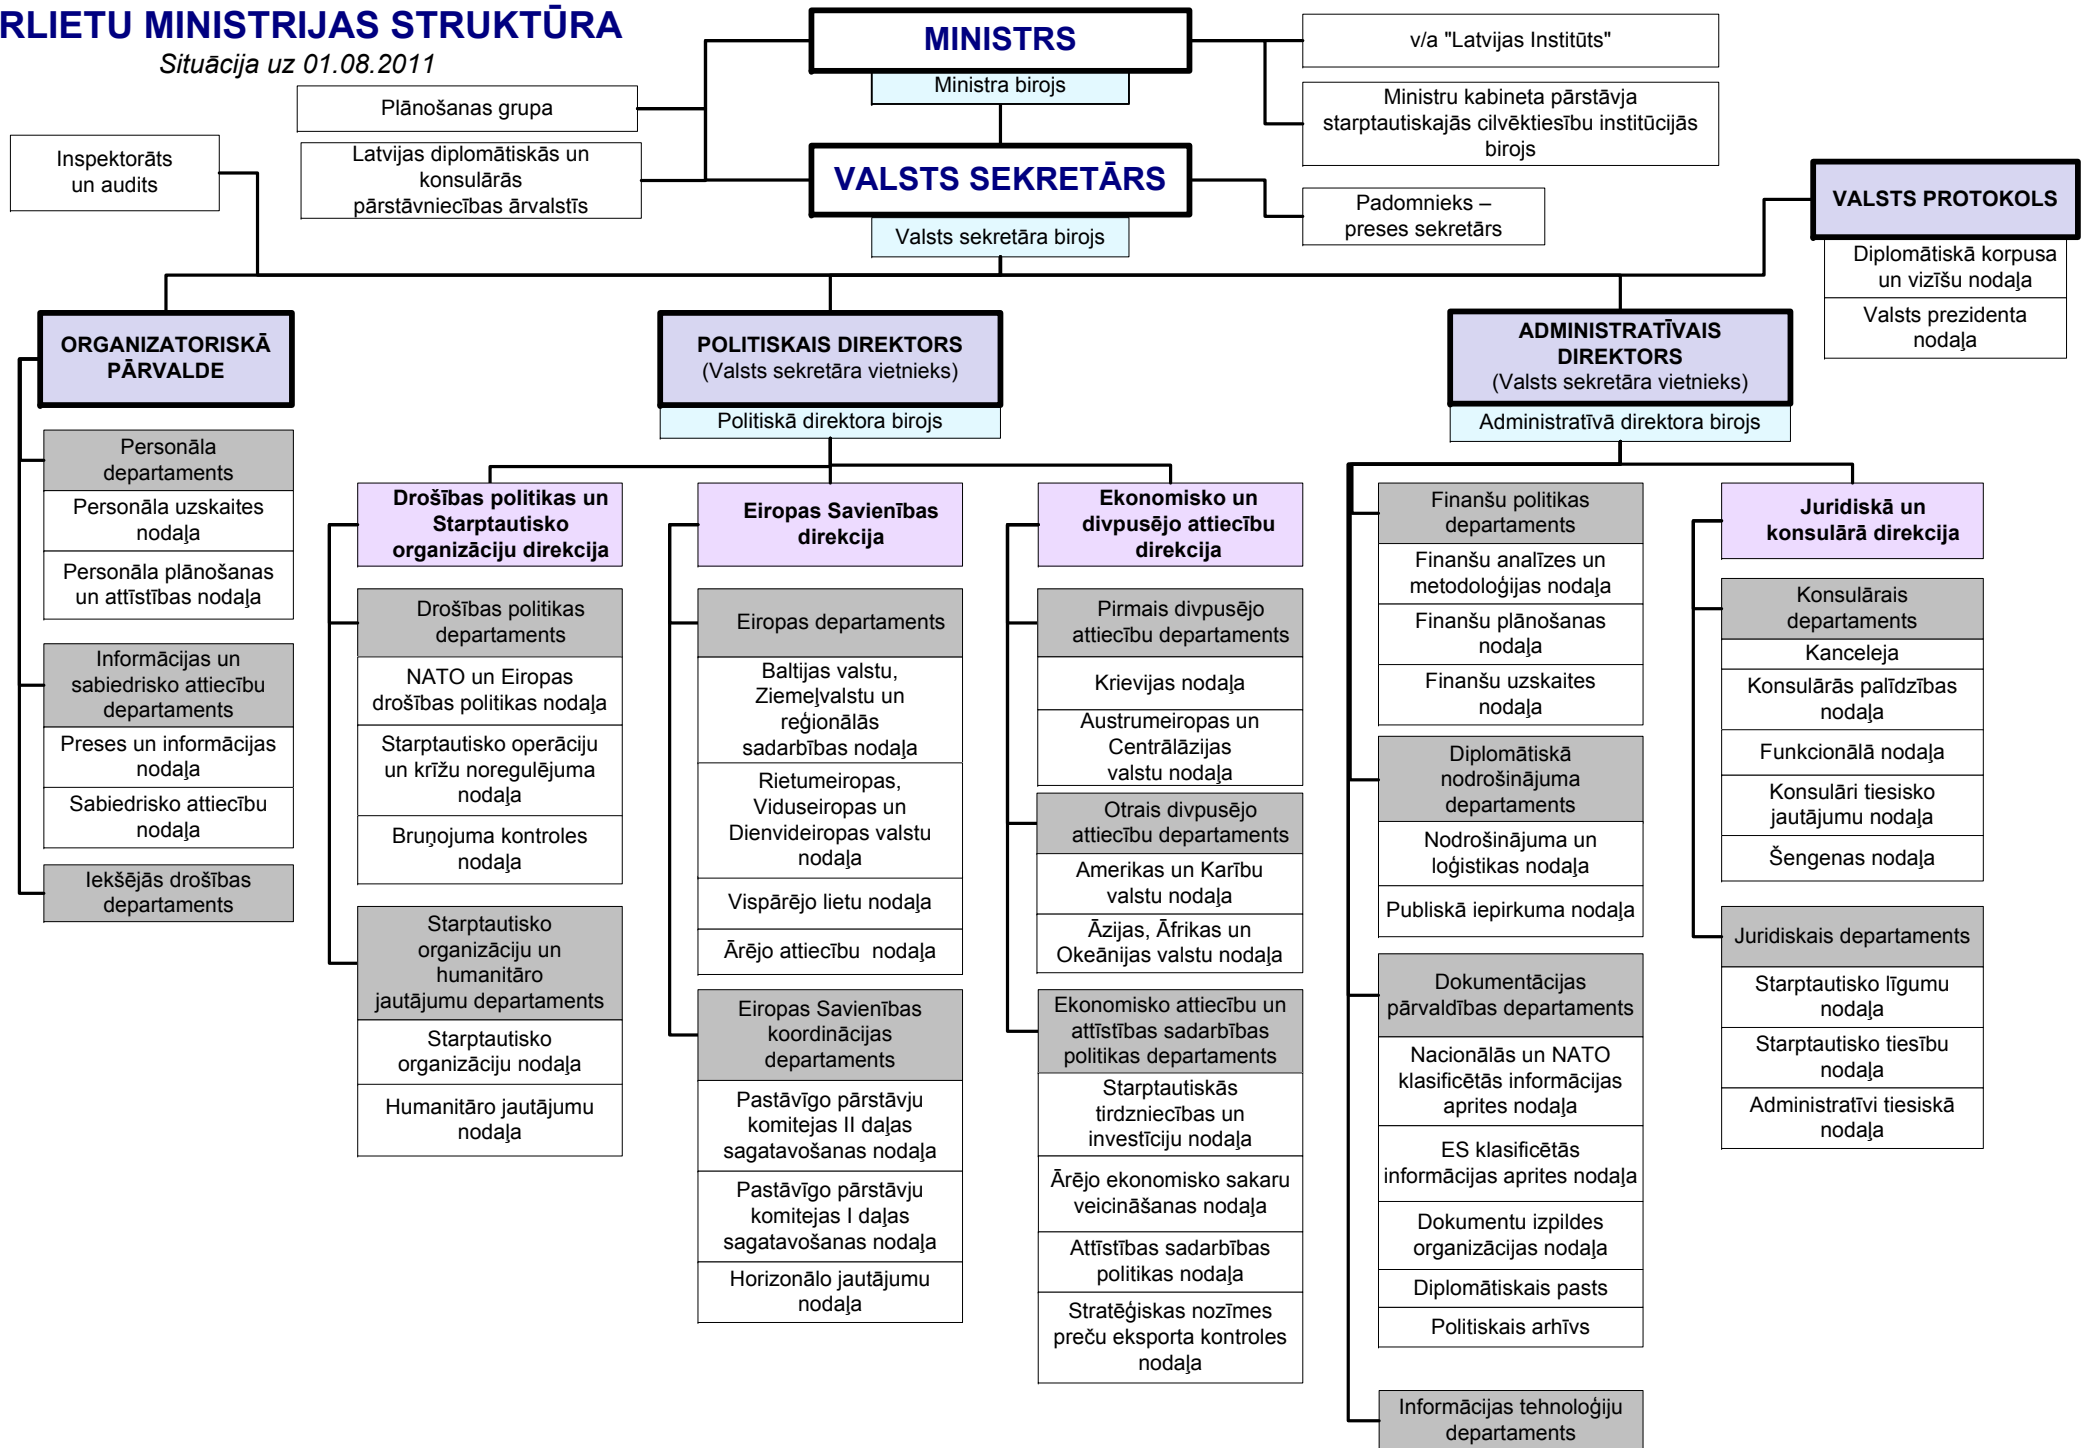 RLIETU MINISTRIJAS STRUKTŪRA
Situācija uz 01.08.2011
MINISTRS
Ministra birojs
v/a "Latvijas Institūts"
Plānošanas grupa
Ministru kabineta pārstāvja
starptautiskajās cilvēktiesību institūcijās
birojs
Inspektorāts
un audits
Latvijas diplomātiskās un
konsulārās
pārstāvniecības ārvalstīs
VALSTS SEKRETĀRS
Valsts sekretāra birojs
Padomnieks –
preses sekretārs
VALSTS PROTOKOLS
Diplomātiskā korpusa
un vizīšu nodaļa
Valsts prezidenta
nodaļa
ORGANIZATORISKĀ
PĀRVALDE
Personāla
departaments
Personāla uzskaites
nodaļa
Personāla plānošanas
un attīstības nodaļa
Informācijas un
sabiedrisko attiecību
departaments
Preses un informācijas
nodaļa
Sabiedrisko attiecību
nodaļa
Iekšējās drošības
departaments
POLITISKAIS DIREKTORS
(Valsts sekretāra vietnieks)
Politiskā direktora birojs
Drošības politikas un
Starptautisko
organizāciju direkcija
Drošības politikas
departaments
NATO un Eiropas
drošības politikas nodaļa
Starptautisko operāciju
un krīžu noregulējuma
nodaļa
Bruņojuma kontroles
nodaļa
Starptautisko
organizāciju un
humanitāro
jautājumu departaments
Starptautisko
organizāciju nodaļa
Humanitāro jautājumu
nodaļa
Eiropas Savienības
direkcija
Eiropas departaments
Baltijas valstu,
Ziemeļvalstu un
reģionālās
sadarbības nodaļa
Rietumeiropas,
Viduseiropas un
Dienvideiropas valstu
nodaļa
Vispārējo lietu nodaļa
Ārējo attiecību nodaļa
Eiropas Savienības
koordinācijas
departaments
Pastāvīgo pārstāvju
komitejas II daļas
sagatavošanas nodaļa
Pastāvīgo pārstāvju
komitejas I daļas
sagatavošanas nodaļa
Horizonālo jautājumu
nodaļa
Ekonomisko un
divpusējo attiecību
direkcija
Pirmais divpusējo
attiecību departaments
Krievijas nodaļa
Austrumeiropas un
Centrālāzijas
valstu nodaļa
Otrais divpusējo
attiecību departaments
Amerikas un Karību
valstu nodaļa
Āzijas, Āfrikas un
Okeānijas valstu nodaļa
Ekonomisko attiecību un
attīstības sadarbības
politikas departaments
Starptautiskās
tirdzniecības un
investīciju nodaļa
Ārējo ekonomisko sakaru
veicināšanas nodaļa
Attīstības sadarbības
politikas nodaļa
Stratēģiskas nozīmes
preču eksporta kontroles
nodaļa
ADMINISTRATĪVAIS
DIREKTORS
(Valsts sekretāra vietnieks)
Administratīvā direktora birojs
Finanšu politikas
departaments
Finanšu analīzes un
metodoloģijas nodaļa
Finanšu plānošanas
nodaļa
Finanšu uzskaites
nodaļa
Diplomātiskā
nodrošinājuma
departaments
Nodrošinājuma un
loģistikas nodaļa
Publiskā iepirkuma nodaļa
Dokumentācijas
pārvaldības departaments
Nacionālās un NATO
klasificētās informācijas
aprites nodaļa
ES klasificētās
informācijas aprites nodaļa
Dokumentu izpildes
organizācijas nodaļa
Diplomātiskais pasts
Politiskais arhīvs
Informācijas tehnoloģiju
departaments
Juridiskā un
konsulārā direkcija
Konsulārais
departaments
Kanceleja
Konsulārās palīdzības
nodaļa
Funkcionālā nodaļa
Konsulāri tiesisko
jautājumu nodaļa
Šengenas nodaļa
Juridiskais departaments
Starptautisko līgumu
nodaļa
Starptautisko tiesību
nodaļa
Administratīvi tiesiskā
nodaļa